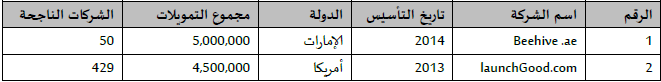 الرقم اسم الشركة تاريخ التأسيس الدولة مجموع التمويلات الشركات الناجحة
1 Beehive .ae 2014 الإمارات 5,000,000 50
2 launchGood.com 2013 أمريكا 4,500,000 429